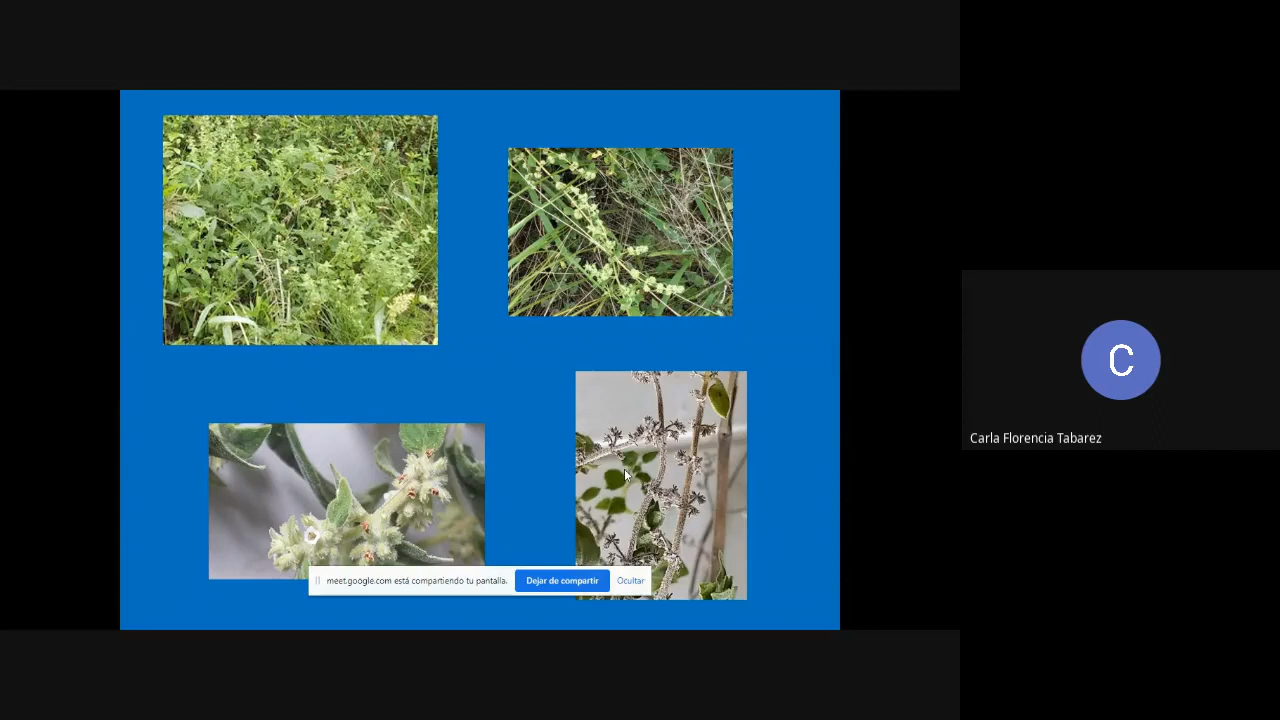 C
Carla Florencia Tabarez
meet.google.com está compartiendo tu pantalla.
Dejar de compartir
Ocultar